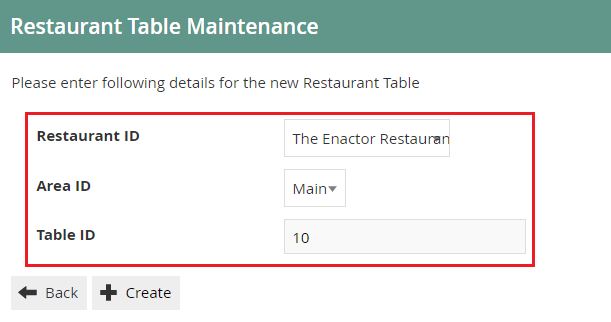 Restaurant Table Maintenance
Please enter following details for the new Restaurant Table
Restaurant ID The Enactor Restauran
Area ID Main
Table ID 10
Back Create